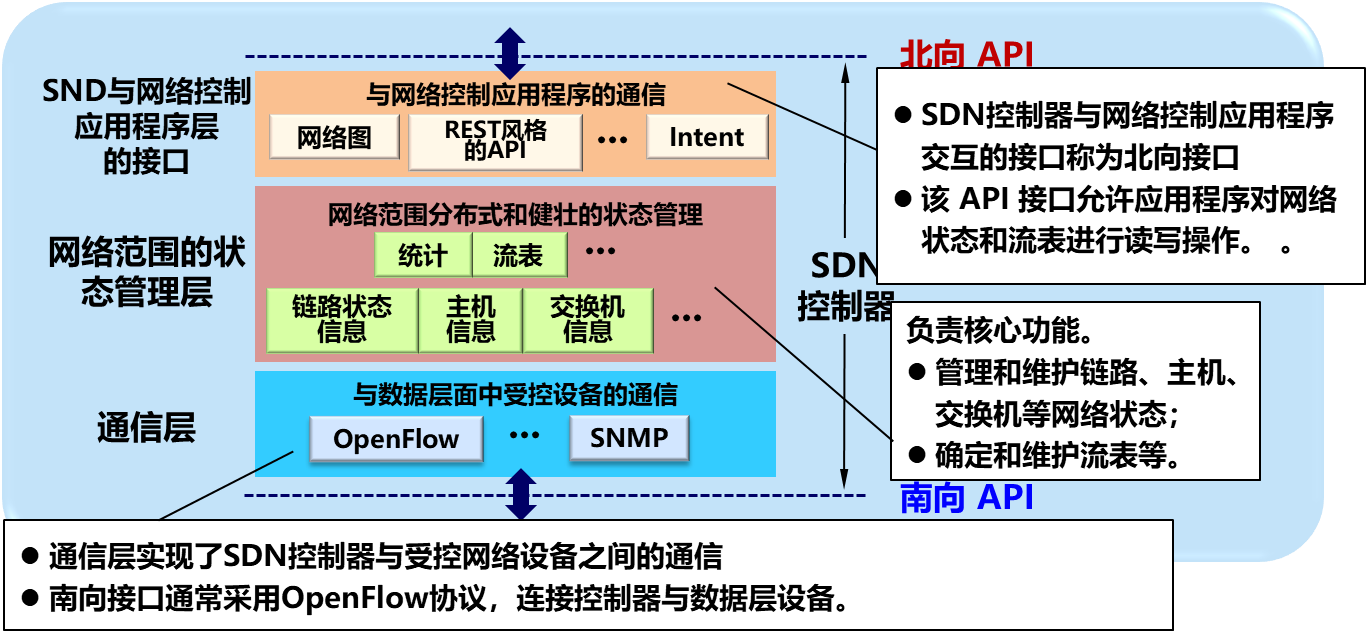 北向 API
SND与网络控制
应用程序层
的接口
与网络控制应用程序的通信
网络图
REST风格
的API
...
Intent
SDN控制器与网络控制应用程序
交互的接口称为北向接口
该 API 接口允许应用程序对网络
状态和流表进行读写操作。 。
网络范围的状
态管理层
网络范围分布式和健壮的状态管理
统计
流表
...
链路状态
信息
主机
信息
交换机
信息
...
SDN
控制器
负责核心功能。
管理和维护链路、主机、
交换机等网络状态；
确定和维护流表等。
通信层
与数据层面中受控设备的通信
OpenFlow
...
SNMP
南向 API
通信层实现了SDN控制器与受控网络设备之间的通信
南向接口通常采用OpenFlow协议，连接控制器与数据层设备。